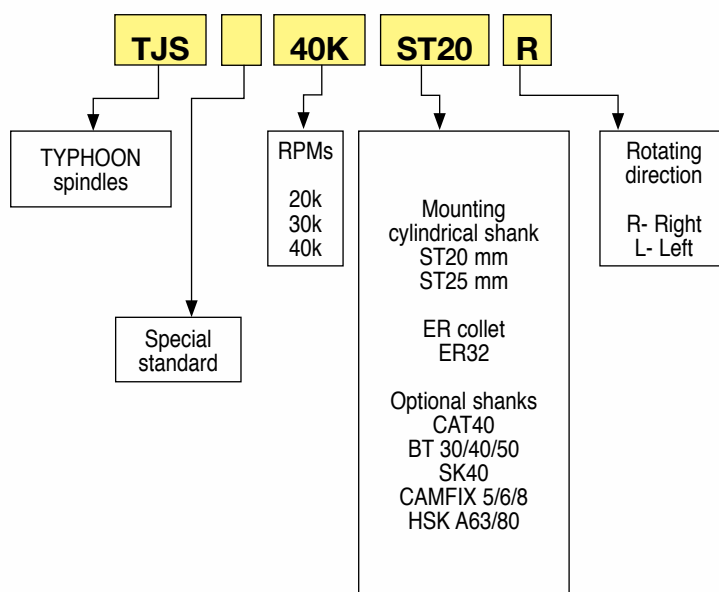 TJS 40K ST20 R
TYPHOON
spindles
Special
standard
RPMs
20k
30k
40k
Mounting
cylindrical shank
ST20 mm
ST25 mm
ER collet
ER32
Optional shanks
CAT40
BT 30/40/50
SK40
CAMFIX 5/6/8
HSK A63/80
Rotating
direction
R- Right
L- Left